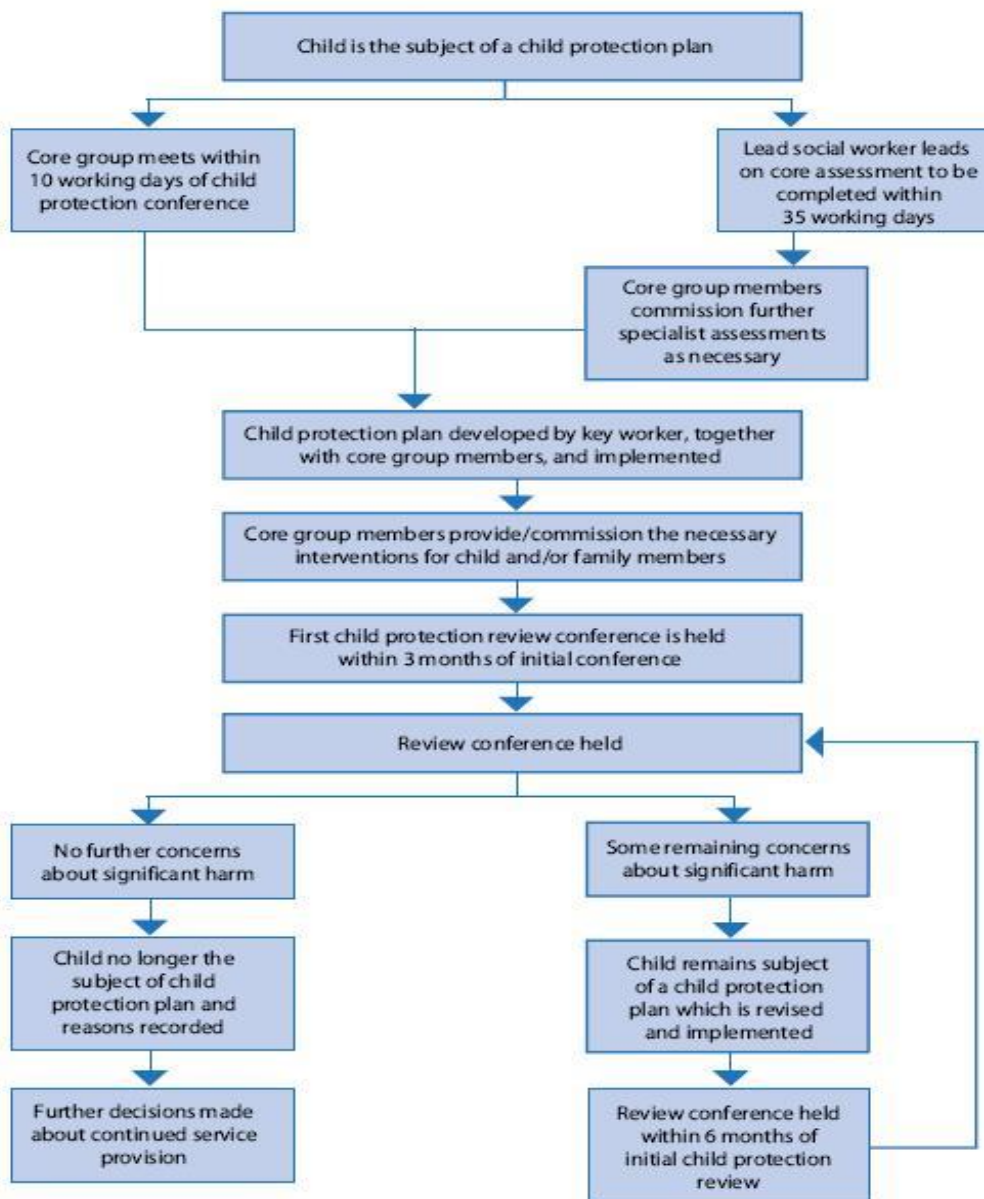 Child is the subject of a child protection plan
Core group meets within
10 working days of child
protection conference
Lead social worker leads
on core assessment to be
completed within
35 working days
Core group members
commission further
specialist assessments
as necessary
Child protection plan developed by key worker, together
with core group members, and implemented
Core group members provide/commission the necessary
interventions for child and/or family members
First child protection review conference is held
within 3 months of initial conference
Review conference held
No further concerns
about significant harm
Some remaining concerns
about significant harm
Child no longer the
subject of child
protection plan and
reasons recorded
Child remains subject
of a child protection
plan which is revised
and implemented
Further decisions made
about continued service
provision
Review conference held
within 6 months of
initial child protection
review